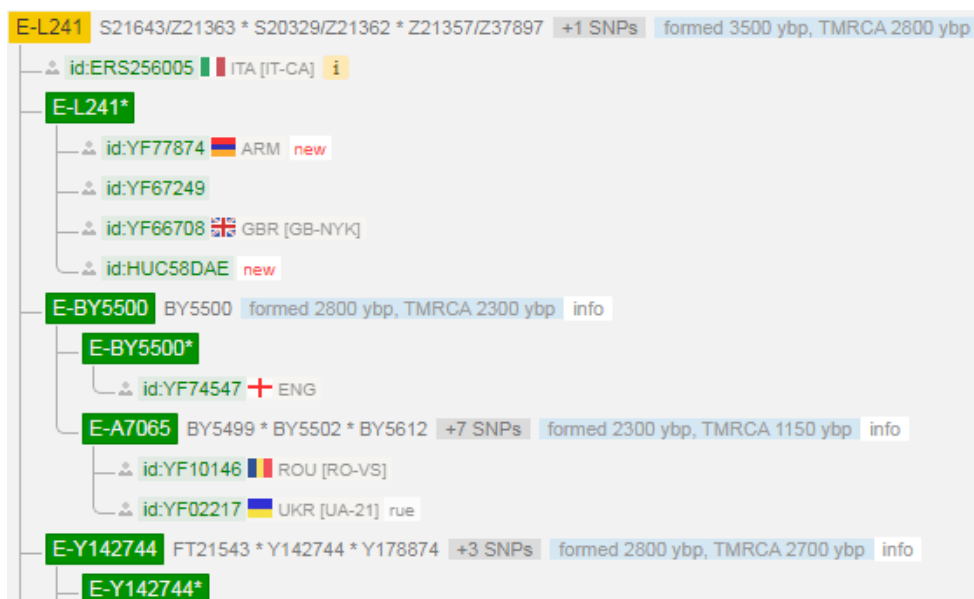 E-L241 S21643/Z21363 * S20329/Z21362 * Z21357/Z37897 +1 SNPs formed 3500 ybp, TMRCA 2800 ybp
id:ERS256005 ITA [IT-CA] i
E-L241*
id:YF77874 ARM new
id:YF67249
id:YF66708 GBR [GB-NYK]
id:HUC58DAE new
E-BY5500 BY5500 formed 2800 ybp, TMRCA 2300 ybp info
E-BY5500*
id:YF74547 ENG
E-A7065 BY5499 * BY5502 * BY5612 +7 SNPs formed 2300 ybp, TMRCA 1150 ybp info
id:YF10146 ROU [RO-VS]
id:YF02217 UKR [UA-21] rue
E-Y142744 FT21543 * Y142744 * Y178874 +3 SNPs formed 2800 ybp, TMRCA 2700 ybp info
E-Y142744*